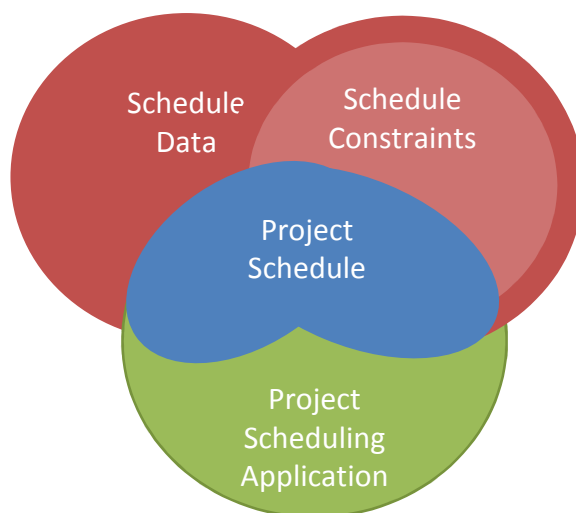 Schedule
Data
Schedule
Constraints
Project
Schedule
Project
Scheduling
Application